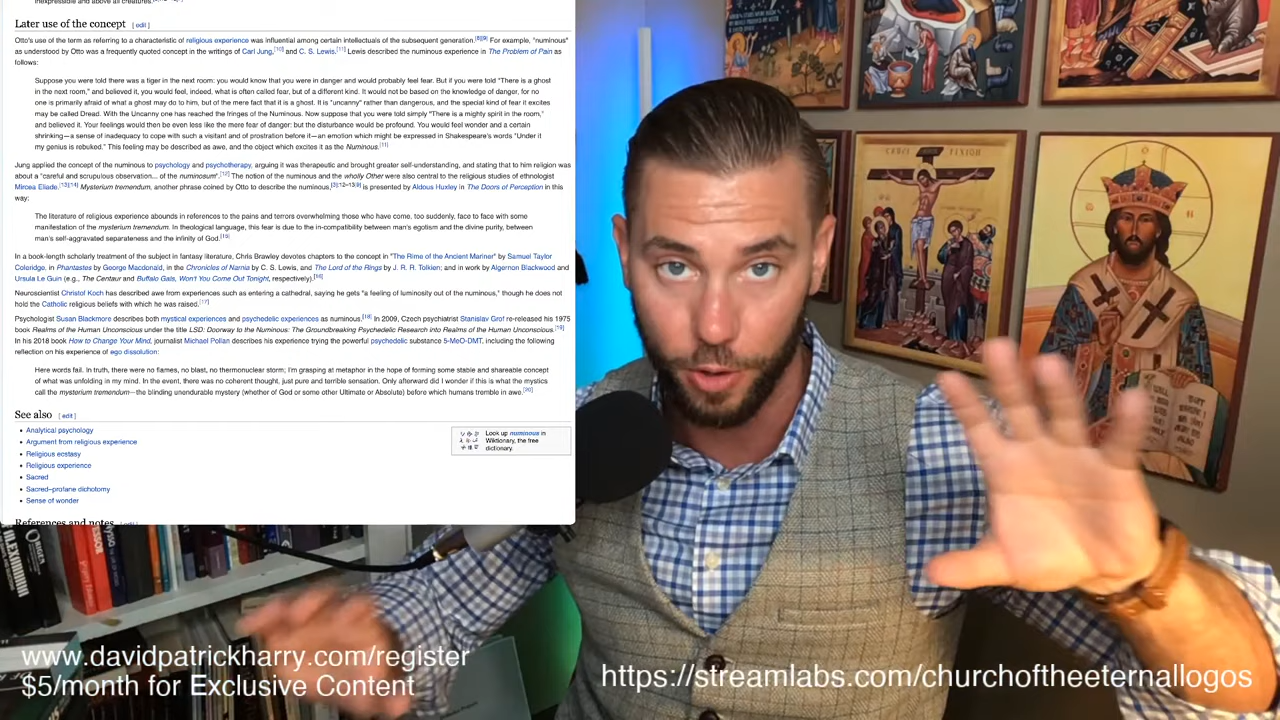 inexpressible and above all creatures.
Later use of the concept [ edit ]
Otto's use of the term as referring to a characteristic of religious experience was influential among certain intellectuals of the subsequent generation.[8][9] For example, "numinous"
as understood by Otto was a frequently quoted concept in the writings of Carl Jung,[10] and C. S. Lewis.[11] Lewis described the numinous experience in The Problem of Pain as
follows:
Suppose you were told there was a tiger in the next room: you would know that you were in danger and would probably feel fear. But if you were told "There is a ghost
in the next room," and believed it, you would feel, indeed, what is often called fear, but of a different kind. It would not be based on the knowledge of danger, for no
one is primarily afraid of what a ghost may do to him, but of the mere fact that it is a ghost. It is "uncanny" rather than dangerous, and the special kind of fear it excites
may be called Dread. With the Uncanny one has reached the fringes of the Numinous. Now suppose that you were told simply "There is a mighty spirit in the room,"
and believed it. Your feelings would then be even less like the mere fear of danger: but the disturbance would be profound. You would feel wonder and a certain
shrinking—a sense of inadequacy to cope with such a visitant and of prostration before it—an emotion which might be expressed in Shakespeare's words "Under it
my genius is rebuked." This feeling may be described as awe, and the object which excites it as the Numinous.[11]
Jung applied the concept of the numinous to psychology and psychotherapy, arguing it was therapeutic and brought greater self-understanding, and stating that to him religion was
about a "careful and scrupulous observation... of the numinosum".[12] The notion of the numinous and the wholly Other were also central to the religious studies of ethnologist
Mircea Eliade.[13][14] Mysterium tremendum, another phrase coined by Otto to describe the numinous,[3]:12–13[9] is presented by Aldous Huxley in The Doors of Perception in this
way:
The literature of religious experience abounds in references to the pains and terrors overwhelming those who have come, too suddenly, face to face with some
manifestation of the mysterium tremendum. In theological language, this fear is due to the in-compatibility between man's egotism and the divine purity, between
man's self-aggravated separateness and the infinity of God.[15]
In a book-length scholarly treatment of the subject in fantasy literature, Chris Brawley devotes chapters to the concept in "The Rime of the Ancient Mariner" by Samuel Taylor
Coleridge, in Phantastes by George Macdonald, in the Chronicles of Narnia by C. S. Lewis, and The Lord of the Rings by J. R. R. Tolkien; and in work by Algernon Blackwood and
Ursula Le Guin (e.g., The Centaur and Buffalo Gals, Won't You Come Out Tonight, respectively).[16]
Neuroscientist Christof Koch has described awe from experiences such as entering a cathedral, saying he gets "a feeling of luminosity out of the numinous," though he does not
hold the Catholic religious beliefs with which he was raised.[17]
Psychologist Susan Blackmore describes both mystical experiences and psychedelic experiences as numinous.[18] In 2009, Czech psychiatrist Stanislav Grof re-released his 1975
book Realms of the Human Unconscious under the title LSD: Doorway to the Numinous: The Groundbreaking Psychedelic Research into Realms of the Human Unconscious.[19]
In his 2018 book How to Change Your Mind, journalist Michael Pollan describes his experience trying the powerful psychedelic substance 5-MeO-DMT, including the following
reflection on his experience of ego dissolution:
Here words fail. In truth, there were no flames, no blast, no thermonuclear storm; I'm grasping at metaphor in the hope of forming some stable and shareable concept
of what was unfolding in my mind. In the event, there was no coherent thought, just pure and terrible sensation. Only afterward did I wonder if this is what the mystics
call the mysterium tremendum—the blinding unendurable mystery (whether of God or some other Ultimate or Absolute) before which humans tremble in awe.[20]
See also [ edit ]
Analytical psychology
Argument from religious experience
Religious ecstasy
Religious experience
Sacred
Sacred–profane dichotomy
Sense of wonder
Look up numinous in
Wiktionary, the free
dictionary.
References and notes [ edit ]
www.davidpatrickharry.com/register
$5/month for Exclusive Content
https://streamlabs.com/churchoftheeternallogos